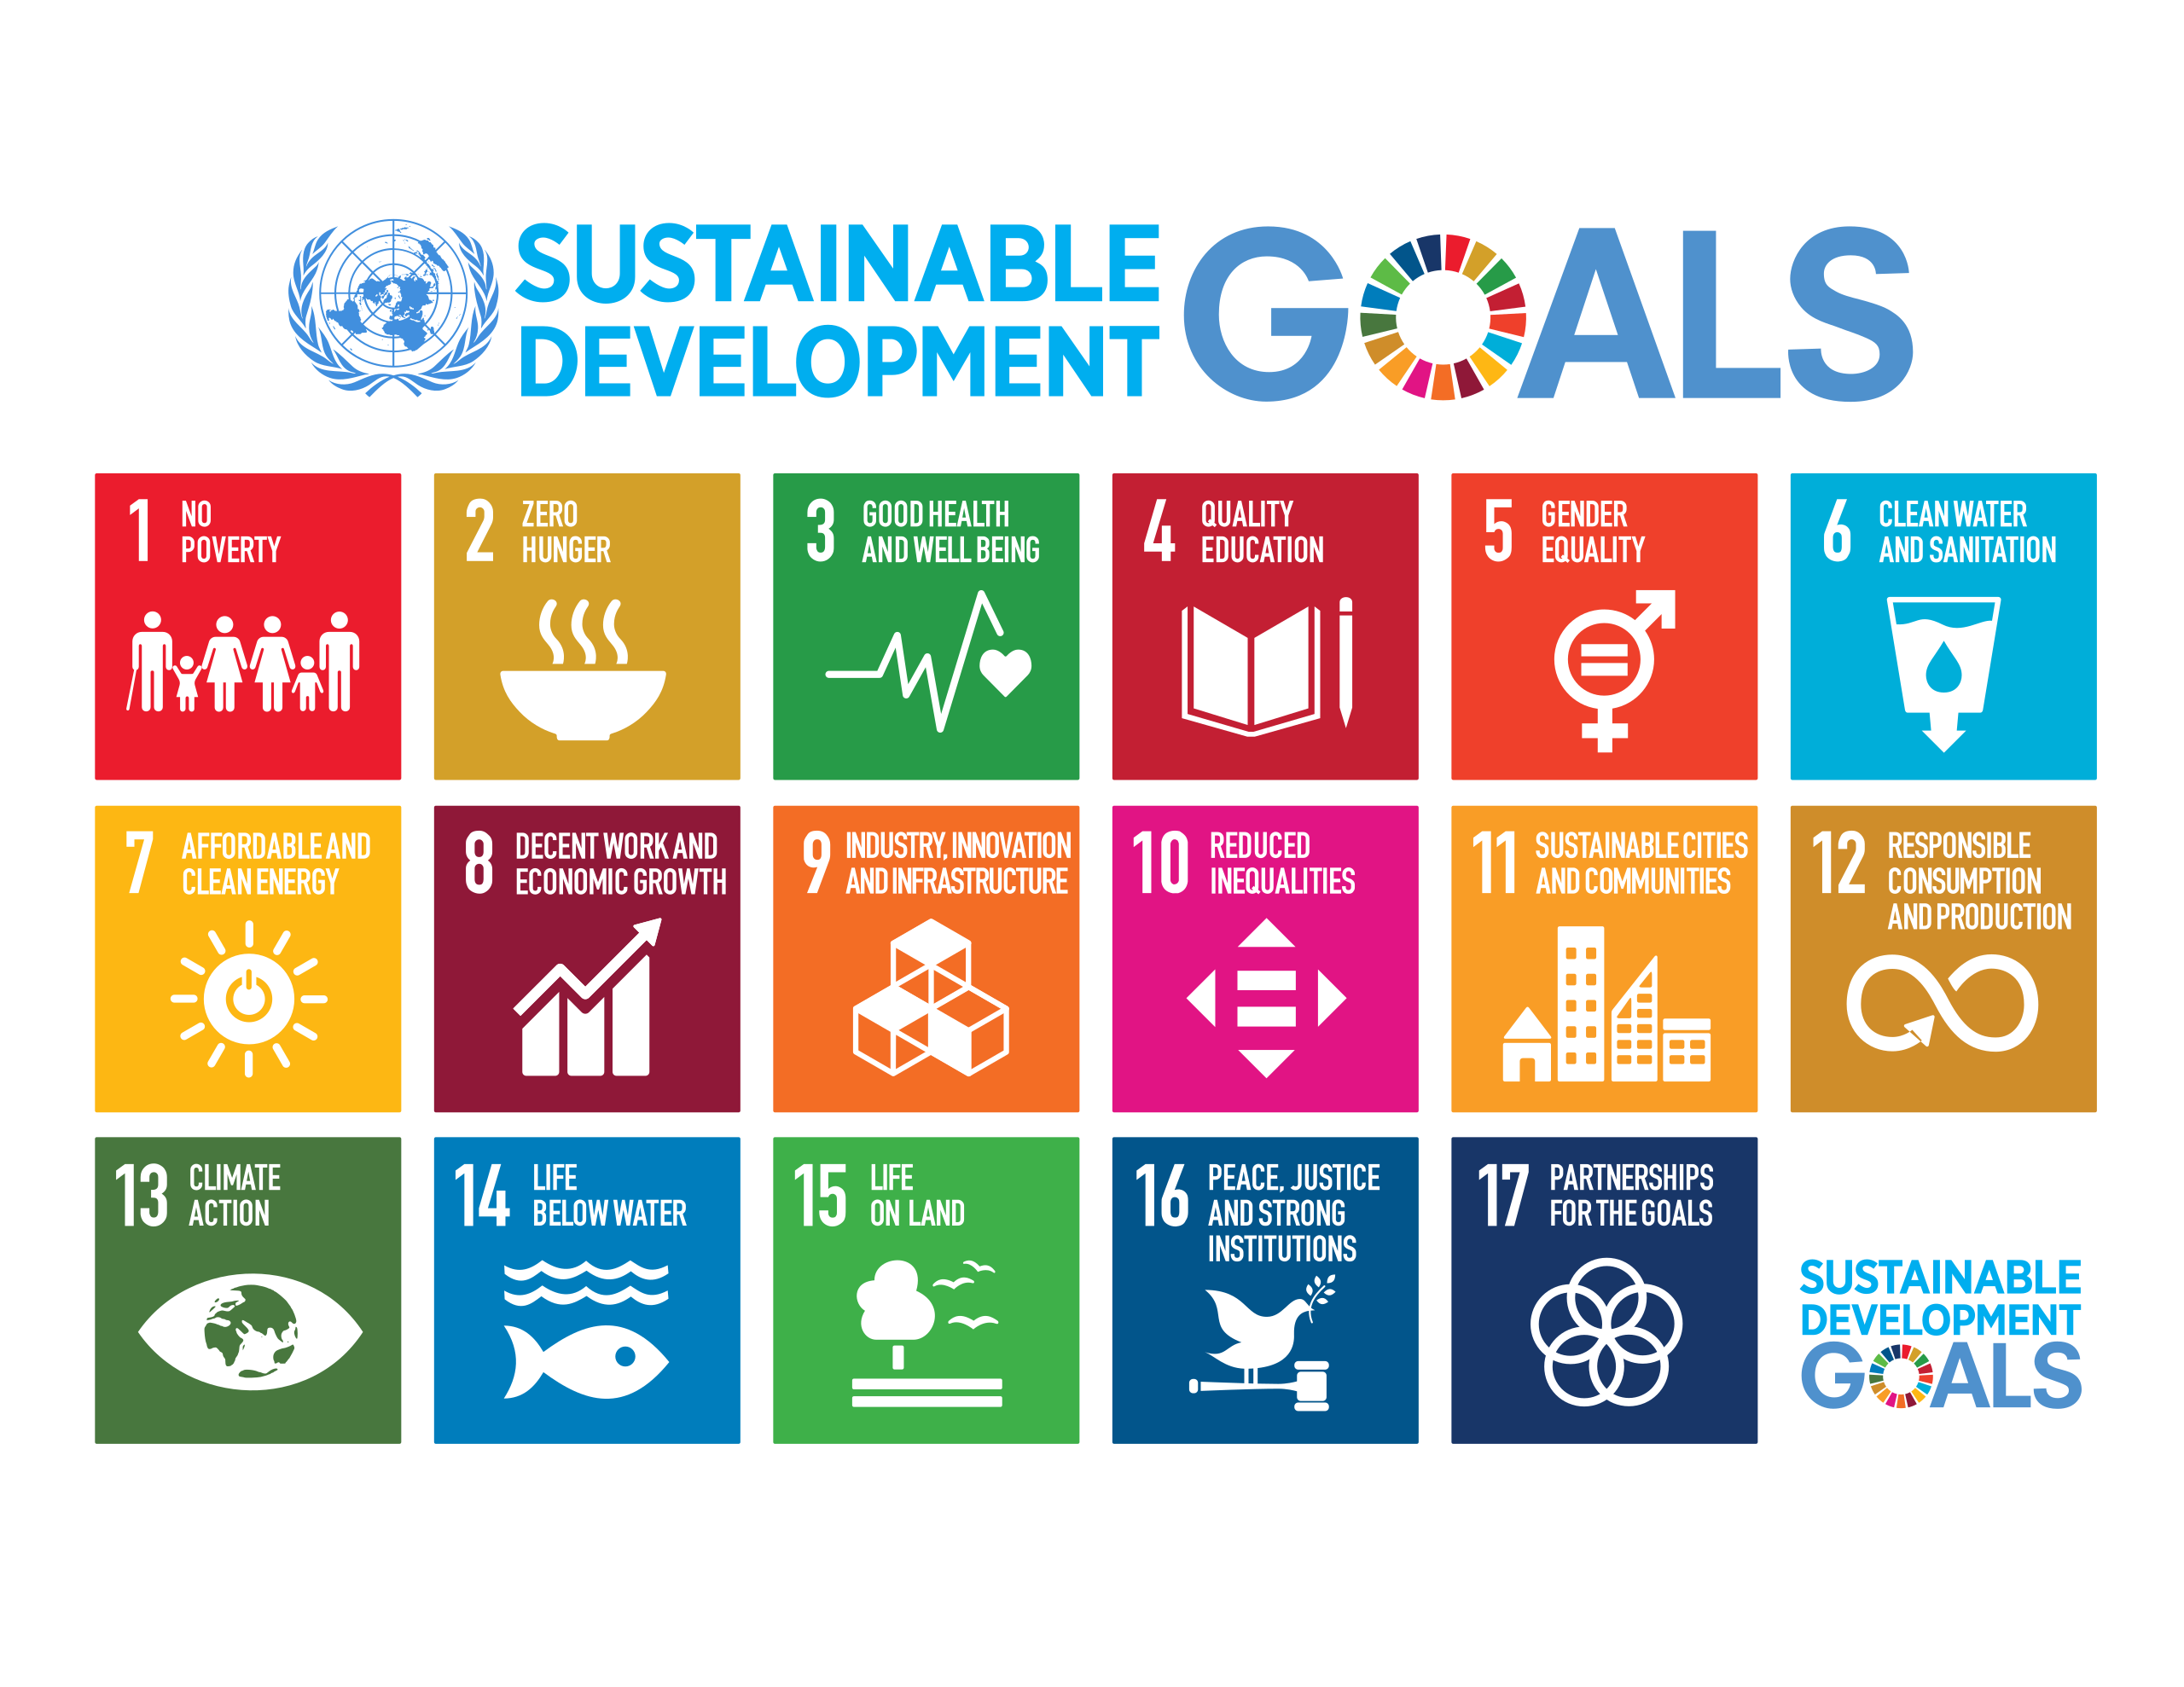 SUSTAINABLE
DEVELOPMENT
GOALS
1 NO
POVERTY
2 ZERO
HUNGER
3 GOOD HEALTH
AND WELL BEING
4 QUALITY
EDUCATION
5 GENDER
EQUALITY
6 CLEAN WATER
AND SANITATION
7 AFFORDABLE AND
CLEAN ENERGY
8 DECENT WORK AND
ECONOMIC GROWTH
9 INDUSTRY, INNOVATION
AND INFRASTRUCTURE
10 REDUCED
INEQUALITIES
11 SUSTAINABLE CITIES
AND COMMUNITIES
12 RESPONSIBLE
CONSUMPTION
AND PRODUCTION
13 CLIMATE
ACTION
14 LIFE
BELOW WATER
15 LIFE
ON LAND
16 PEACE, JUSTICE
AND STRONG
INSTITUTIONS
17 PARTNERSHIPS
FOR THE GOALS
SUSTAINABLE
DEVELOPMENT
GOALS